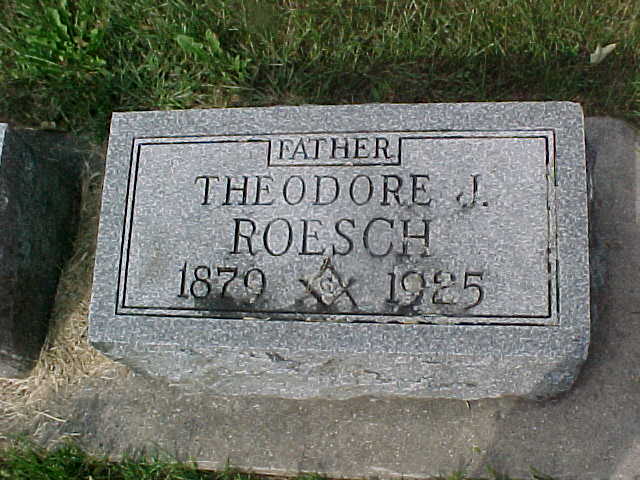 FATHER
THEODORE J.
ROESCH
1879 G 1925